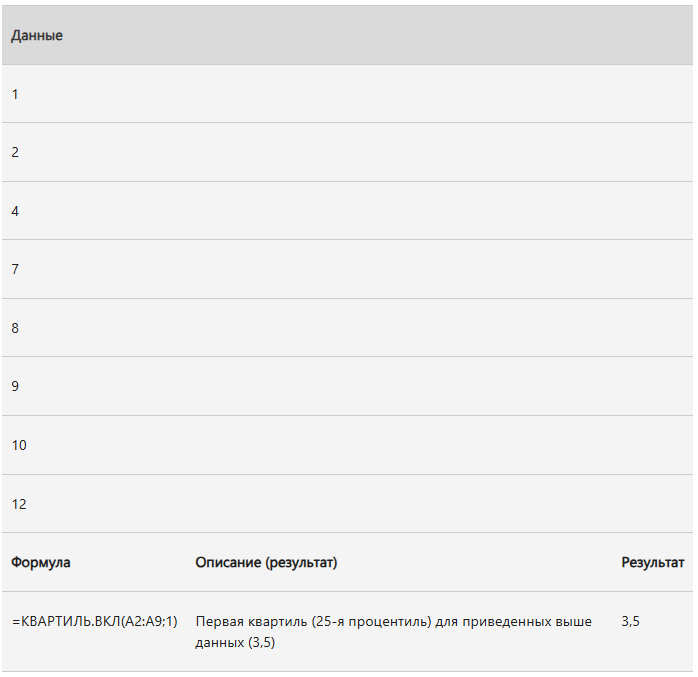 Данные
1
2
4
7
8
9
10
12
Формула Описание (результат) Результат
=КВАРТИЛЬ.ВКЛ(A2:A9;1) Первая квартиль (25-я процентиль) для приведенных выше 3,5
данных (3,5)